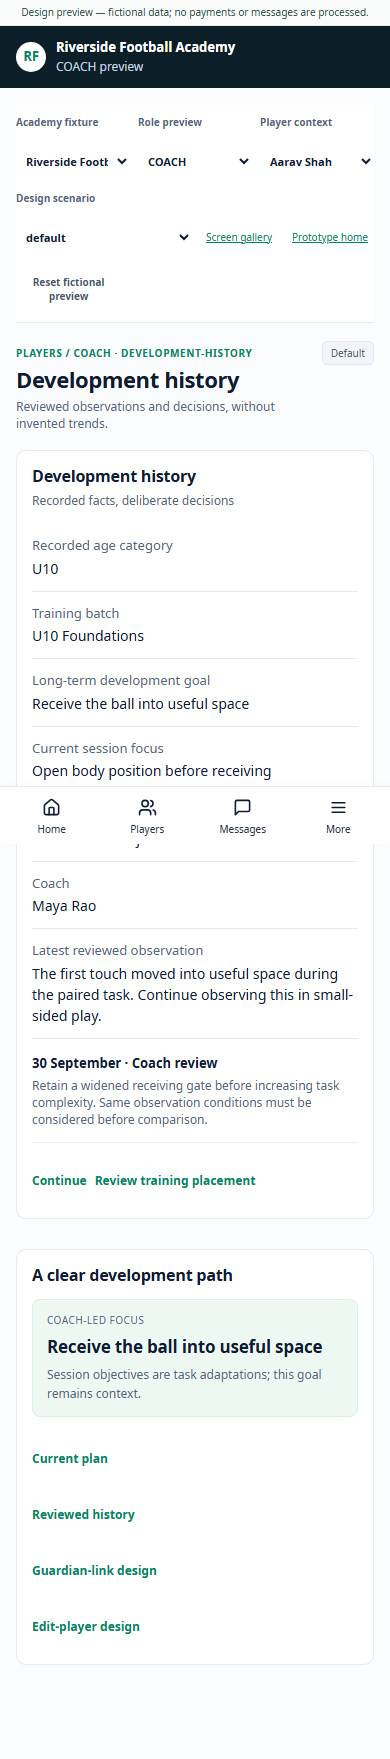 Design preview — fictional data; no payments or messages are processed.
RF
Riverside Football Academy
COACH preview
Academy fixture
Role preview
Player context
Riverside Footb
COACH
Aarav Shah
Design scenario
default
Screen gallery
Prototype home
Reset fictional
preview
PLAYERS / COACH · DEVELOPMENT-HISTORY
Default
Development history
Reviewed observations and decisions, without
invented trends.
Development history
Recorded facts, deliberate decisions
Recorded age category
U10
Training batch
U10 Foundations
Long-term development goal
Receive the ball into useful space
Current session focus
Open body position before receiving
Home
Players
Messages
More
Coach
Maya Rao
Latest reviewed observation
The first touch moved into useful space during
the paired task. Continue observing this in small-
sided play.
30 September · Coach review
Retain a widened receiving gate before increasing task
complexity. Same observation conditions must be
considered before comparison.
Continue
Review training placement
A clear development path
COACH-LED FOCUS
Receive the ball into useful space
Session objectives are task adaptations; this goal
remains context.
Current plan
Reviewed history
Guardian-link design
Edit-player design